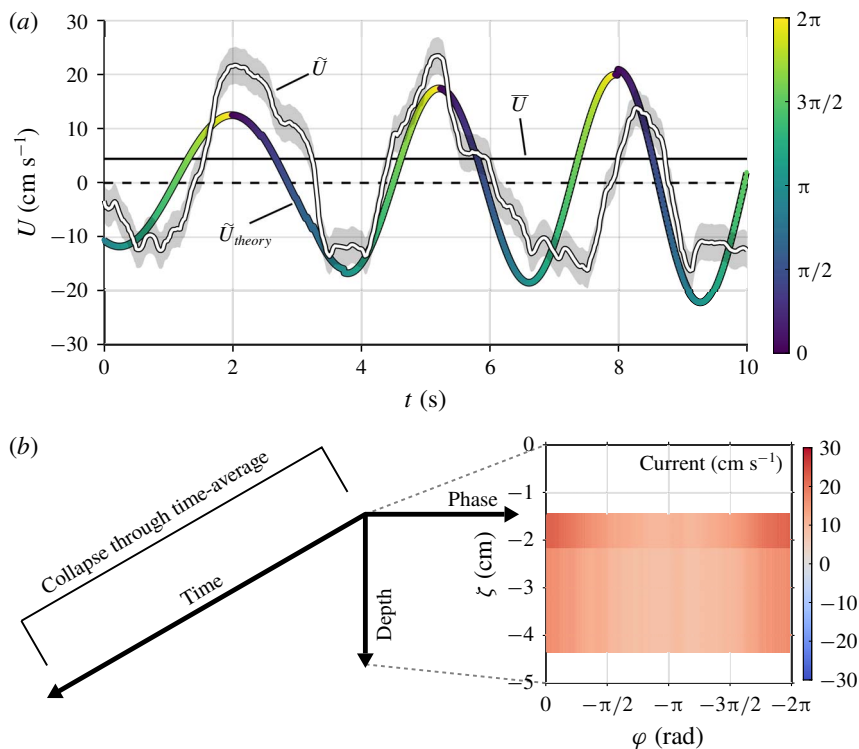 (a)
30
20
10
0
−10
−20
−30
U (cm s⁻¹)
Ũ
U̅
Ũ_theory
0
2
4
6
8
10
t (s)
2π
3π/2
π
π/2
0
(b)
Collapse through time-average
Time
Phase
Depth
Current (cm s⁻¹)
0
−1
−2
−3
−4
−5
ζ (cm)
0
−π/2
−π
−3π/2
−2π
φ (rad)
30
20
10
0
−10
−20
−30